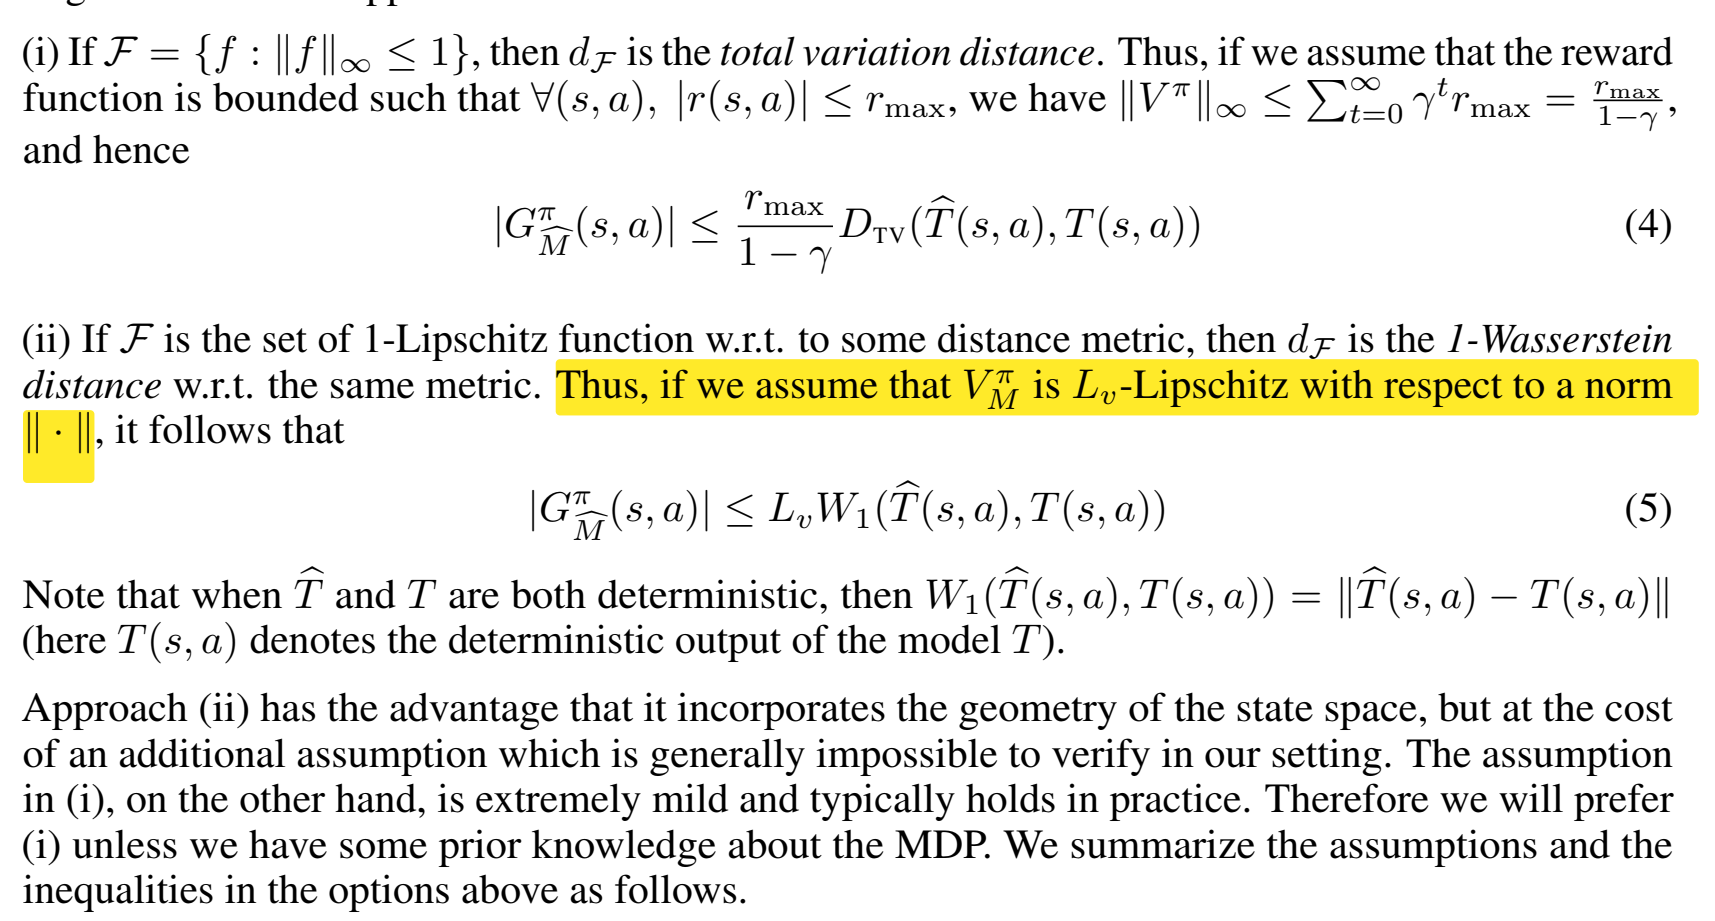 (i) If $\mathcal{F} = \{f : \|f\|_\infty \leq 1\}$, then $d_\mathcal{F}$ is the total variation distance. Thus, if we assume that the reward
function is bounded such that $\forall(s, a),\ |r(s, a)| \leq r_{\max}$, we have $\|V^\pi\|_\infty \leq \sum_{t=0}^{\infty} \gamma^t r_{\max} = \frac{r_{\max}}{1-\gamma}$,
and hence
$|G^\pi_{\widehat{M}}(s, a)| \leq \frac{r_{\max}}{1 - \gamma} D_{\mathrm{TV}}(\widehat{T}(s, a), T(s, a))$ (4)
(ii) If $\mathcal{F}$ is the set of 1-Lipschitz function w.r.t. to some distance metric, then $d_\mathcal{F}$ is the 1-Wasserstein
distance w.r.t. the same metric. Thus, if we assume that $V^\pi_M$ is $L_v$-Lipschitz with respect to a norm
$\| \cdot \|$, it follows that
$|G^\pi_{\widehat{M}}(s, a)| \leq L_v W_1(\widehat{T}(s, a), T(s, a))$ (5)
Note that when $\widehat{T}$ and $T$ are both deterministic, then $W_1(\widehat{T}(s, a), T(s, a)) = \|\widehat{T}(s, a) - T(s, a)\|$
(here $T(s, a)$ denotes the deterministic output of the model $T$).
Approach (ii) has the advantage that it incorporates the geometry of the state space, but at the cost
of an additional assumption which is generally impossible to verify in our setting. The assumption
in (i), on the other hand, is extremely mild and typically holds in practice. Therefore we will prefer
(i) unless we have some prior knowledge about the MDP. We summarize the assumptions and the
inequalities in the options above as follows.